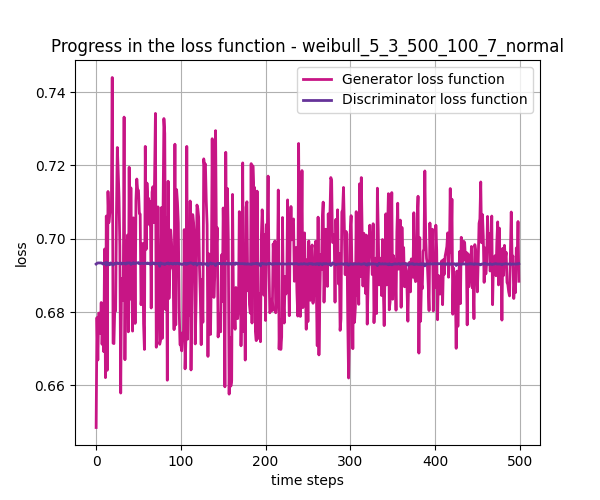 Progress in the loss function - weibull_5_3_500_100_7_normal
Generator loss function
Discriminator loss function
0.74
0.72
0.70
0.68
0.66
loss
0 100 200 300 400 500
time steps